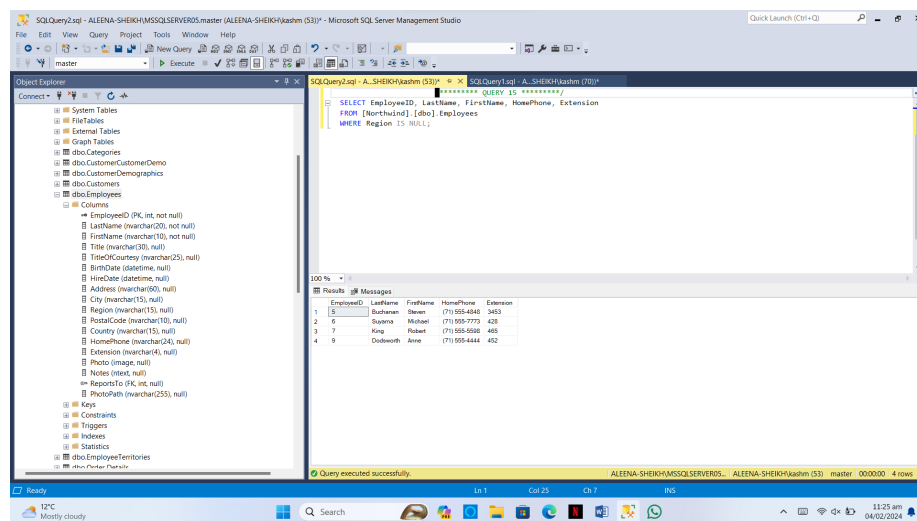 SQLQuery2.sql - ALEENA-SHEIKH\MSSQLSERVER05.master (ALEENA-SHEIKH\kashm (53))* - Microsoft SQL Server Management Studio
Quick Launch (Ctrl+Q)
File Edit View Query Project Tools Window Help
New Query
master
Execute
Object Explorer
SQLQuery2.sql - A...SHEIKH\kashm (53))*
SQLQuery1.sql - A...SHEIKH\kashm (70))*
Connect
System Tables
FileTables
External Tables
Graph Tables
dbo.Categories
dbo.CustomerCustomerDemo
dbo.CustomerDemographics
dbo.Customers
dbo.Employees
Columns
EmployeeID (PK, int, not null)
LastName (nvarchar(20), not null)
FirstName (nvarchar(10), not null)
Title (nvarchar(30), null)
TitleOfCourtesy (nvarchar(25), null)
BirthDate (datetime, null)
HireDate (datetime, null)
Address (nvarchar(60), null)
City (nvarchar(15), null)
Region (nvarchar(15), null)
PostalCode (nvarchar(10), null)
Country (nvarchar(15), null)
HomePhone (nvarchar(24), null)
Extension (nvarchar(4), null)
Photo (image, null)
Notes (ntext, null)
ReportsTo (FK, int, null)
PhotoPath (nvarchar(255), null)
Keys
Constraints
Triggers
Indexes
Statistics
dbo.EmployeeTerritories
dbo.Order Details
********* QUERY 15 *********/
SELECT EmployeeID, LastName, FirstName, HomePhone, Extension
FROM [Northwind].[dbo].Employees
WHERE Region IS NULL;
100 %
Results Messages
EmployeeID LastName FirstName HomePhone Extension
1 5 Buchanan Steven (71) 555-4848 3453
2 6 Suyama Michael (71) 555-7773 428
3 7 King Robert (71) 555-5598 465
4 9 Dodsworth Anne (71) 555-4444 452
Query executed successfully.
ALEENA-SHEIKH\MSSQLSERVER05... ALEENA-SHEIKH\kashm (53) master 00:00:00 4 rows
Ready
Ln 1 Col 25 Ch 7 INS
12°C
Mostly cloudy
Search
11:25 am
04/02/2024